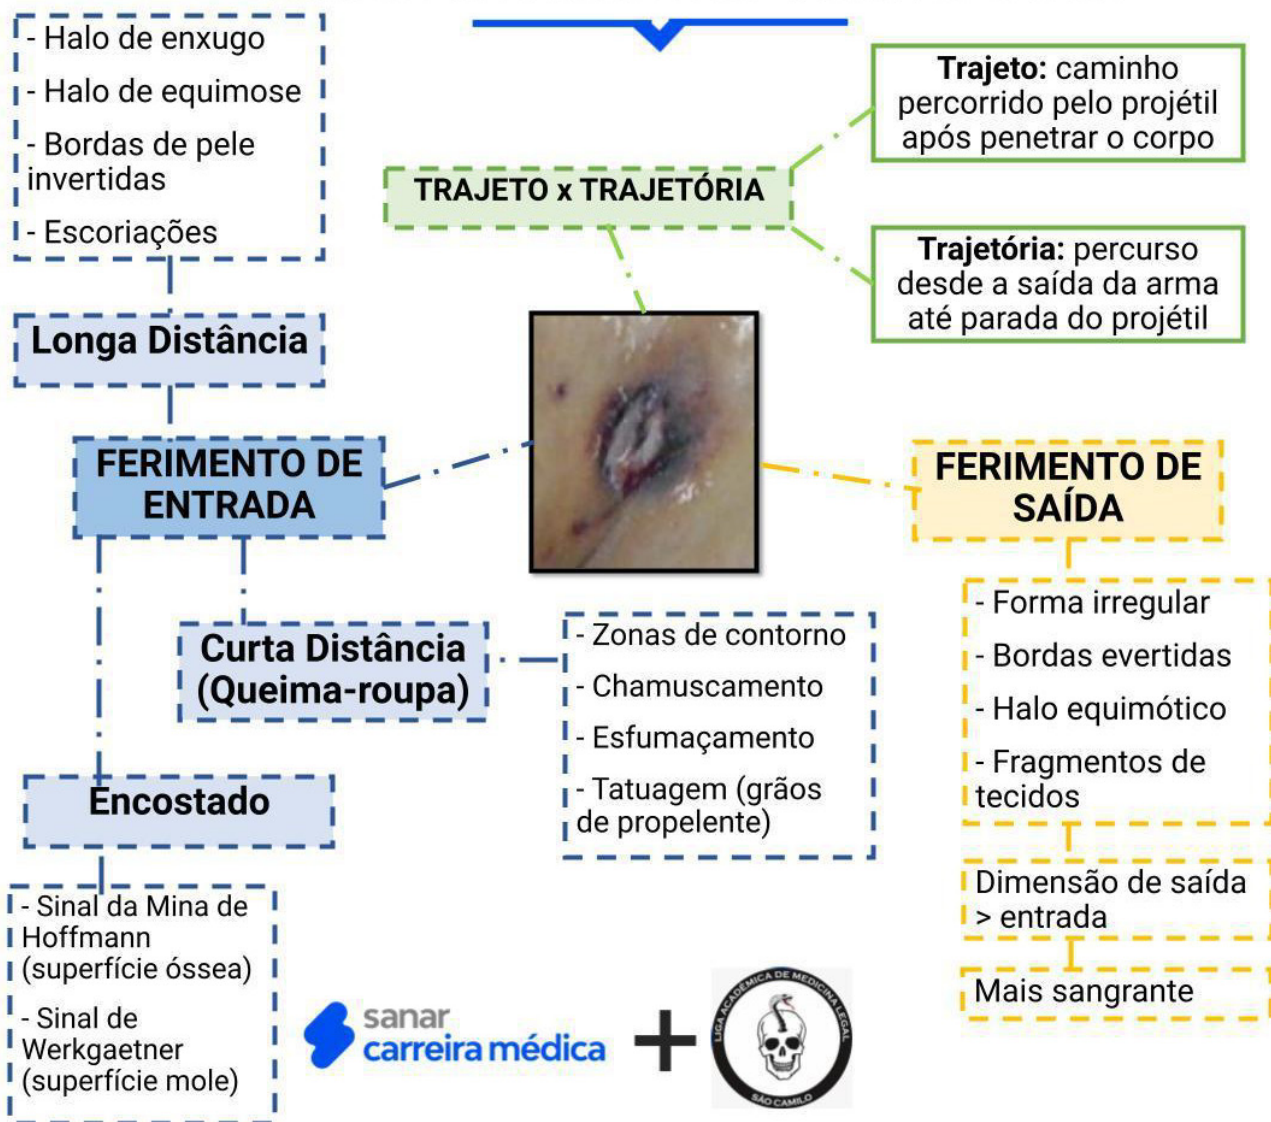 - Halo de enxugo
- Halo de equimose
- Bordas de pele
invertidas
- Escoriações
Longa Distância
FERIMENTO DE
ENTRADA
Curta Distância
(Queima-roupa)
- Zonas de contorno
- Chamuscamento
- Esfumaçamento
- Tatuagem (grãos
de propelente)
Encostado
- Sinal da Mina de
Hoffmann
(superfície óssea)
- Sinal de
Werkgaetner
(superfície mole)
TRAJETO x TRAJETÓRIA
Trajeto: caminho
percorrido pelo projétil
após penetrar o corpo
Trajetória: percurso
desde a saída da arma
até parada do projétil
FERIMENTO DE
SAÍDA
- Forma irregular
- Bordas evertidas
- Halo equimótico
- Fragmentos de
tecidos
Dimensão de saída
> entrada
Mais sangrante
sanar
carreira médica
+
LIGA ACADÊMICA DE MEDICINA LEGAL
SÃO CAMILO